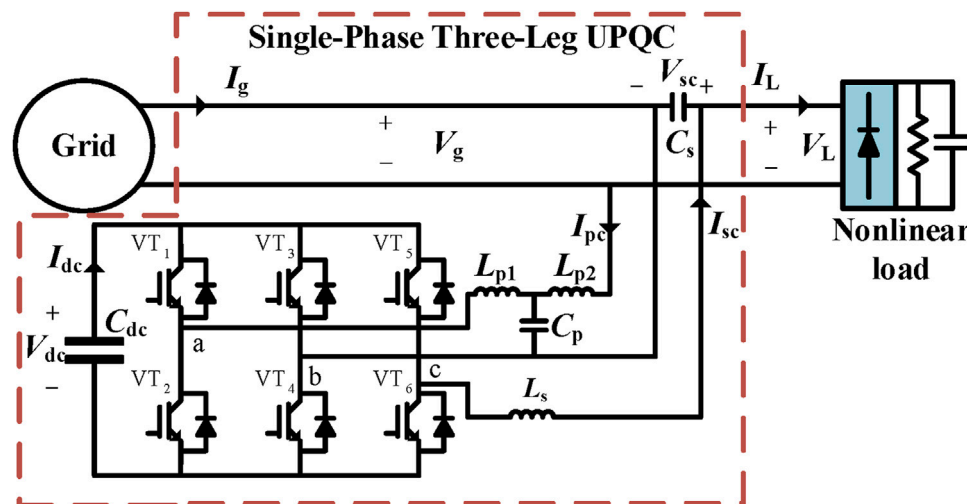 Single-Phase Three-Leg UPQC
Ig
Vsc
− +
IL
Grid
+
−
Vg
Cs
+
−
VL
Ipc
Isc
Nonlinear
load
Idc
VT1
VT3
VT5
Lp1
Lp2
+
Vdc
−
Cdc
Cp
a
b
c
VT2
VT4
VT6
Ls